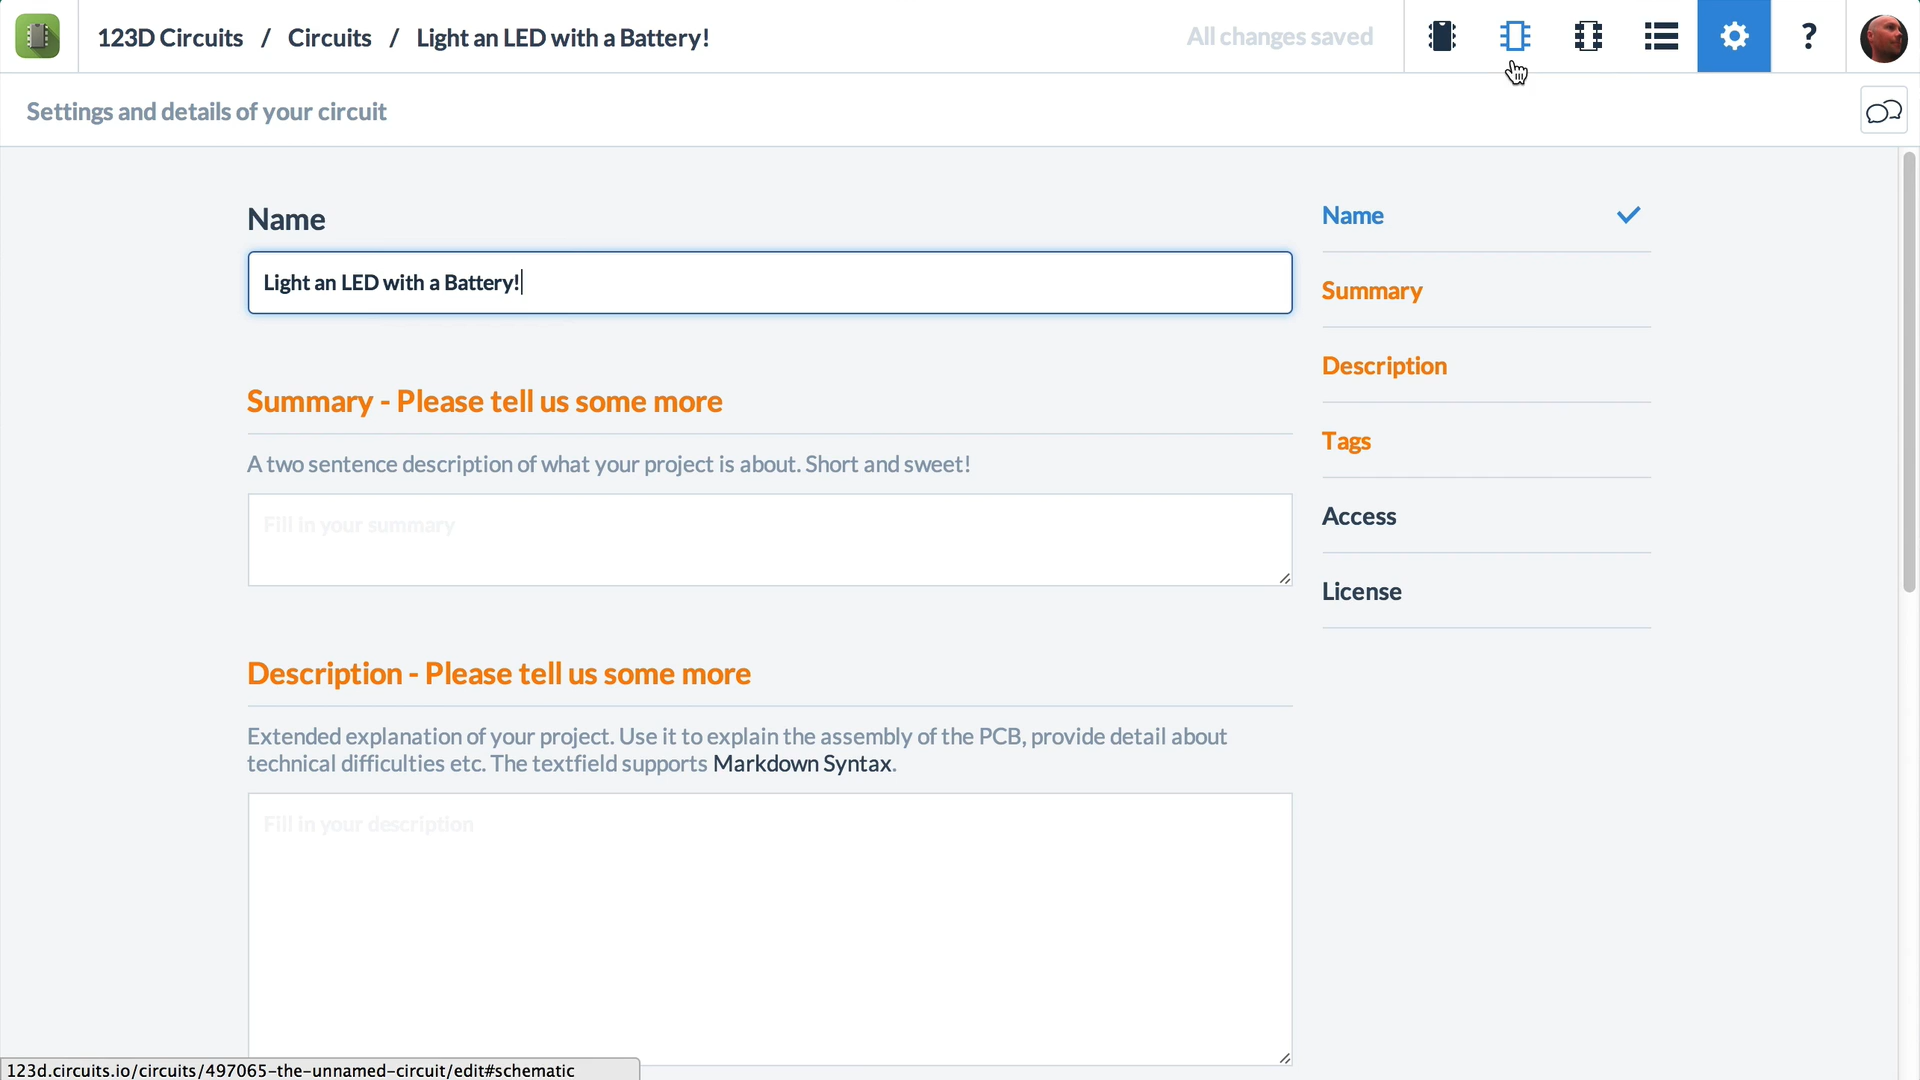 123D Circuits / Circuits / Light an LED with a Battery!
All changes saved
?
Settings and details of your circuit
Name
Light an LED with a Battery!
Summary - Please tell us some more
A two sentence description of what your project is about. Short and sweet!
Fill in your summary
Description - Please tell us some more
Extended explanation of your project. Use it to explain the assembly of the PCB, provide detail about
technical difficulties etc. The textfield supports Markdown Syntax.
Fill in your description
Name
Summary
Description
Tags
Access
License
123d.circuits.io/circuits/497065-the-unnamed-circuit/edit#schematic